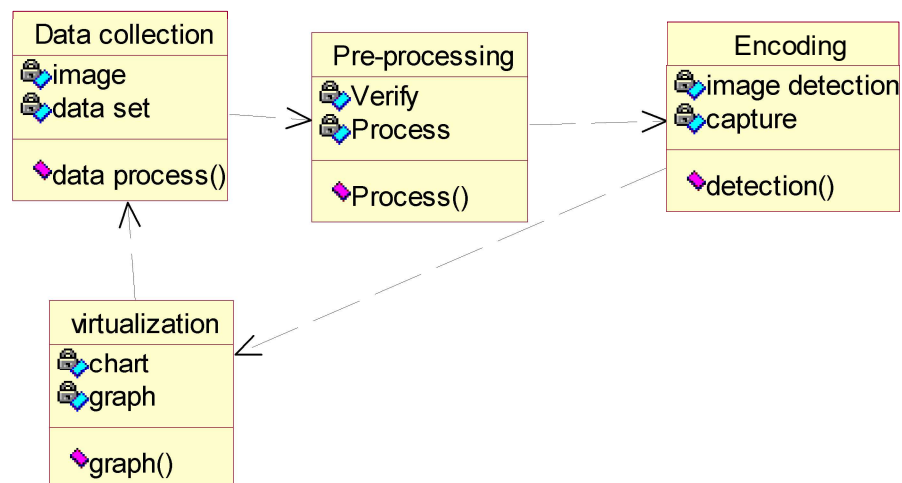 Data collection
image
data set
data process()
Pre-processing
Verify
Process
Process()
Encoding
image detection
capture
detection()
virtualization
chart
graph
graph()